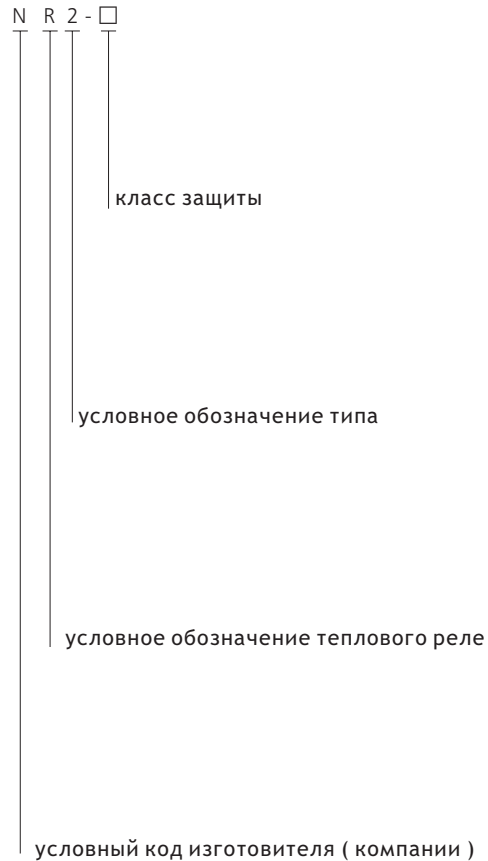 N R 2 - □
класс защиты
условное обозначение типа
условное обозначение теплового реле
условный код изготовителя ( компании )